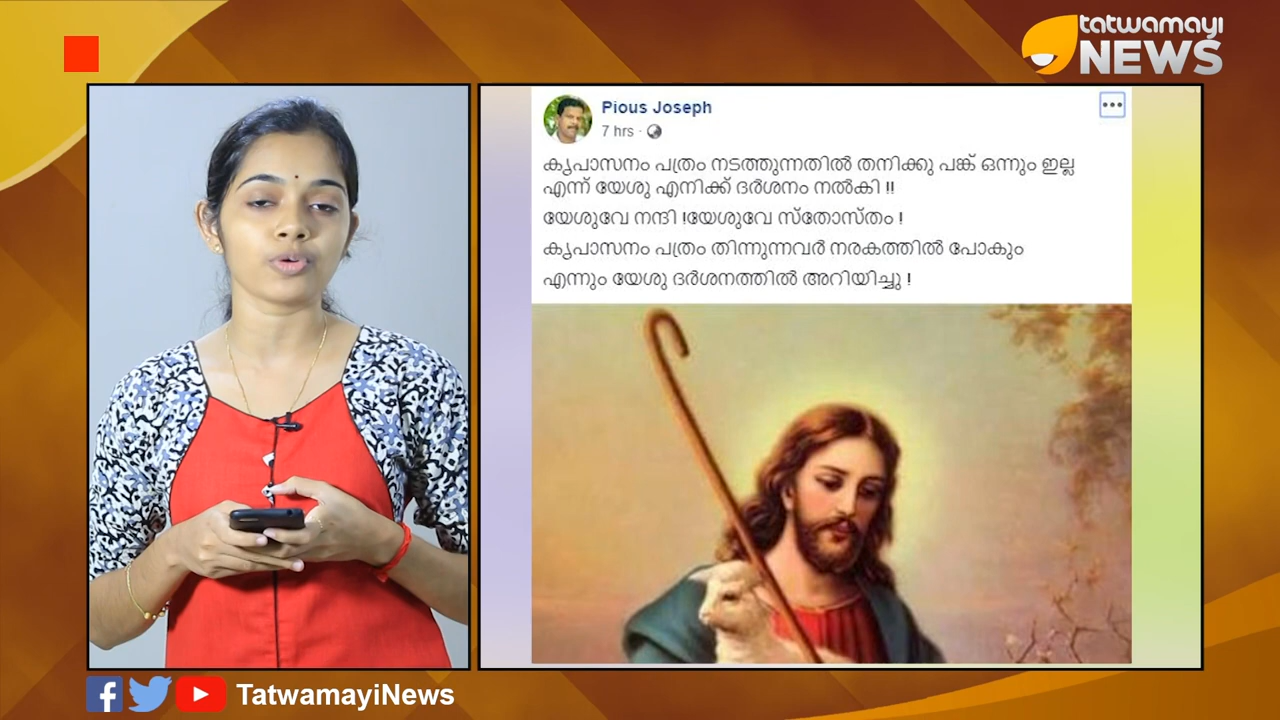 tatwamayi
NEWS
Pious Joseph
7 hrs ·
കൃപാസനം പത്രം നടത്തുന്നതിൽ തനിക്കു പങ്ക് ഒന്നും ഇല്ല
എന്ന് യേശു എനിക്ക് ദർശനം നൽകി !!
യേശുവേ നന്ദി !യേശുവേ സ്തോസ്തം !
കൃപാസനം പത്രം തിന്നുന്നവർ നരകത്തിൽ പോകും
എന്നും യേശു ദർശനത്തിൽ അറിയിച്ചു !
TatwamayiNews